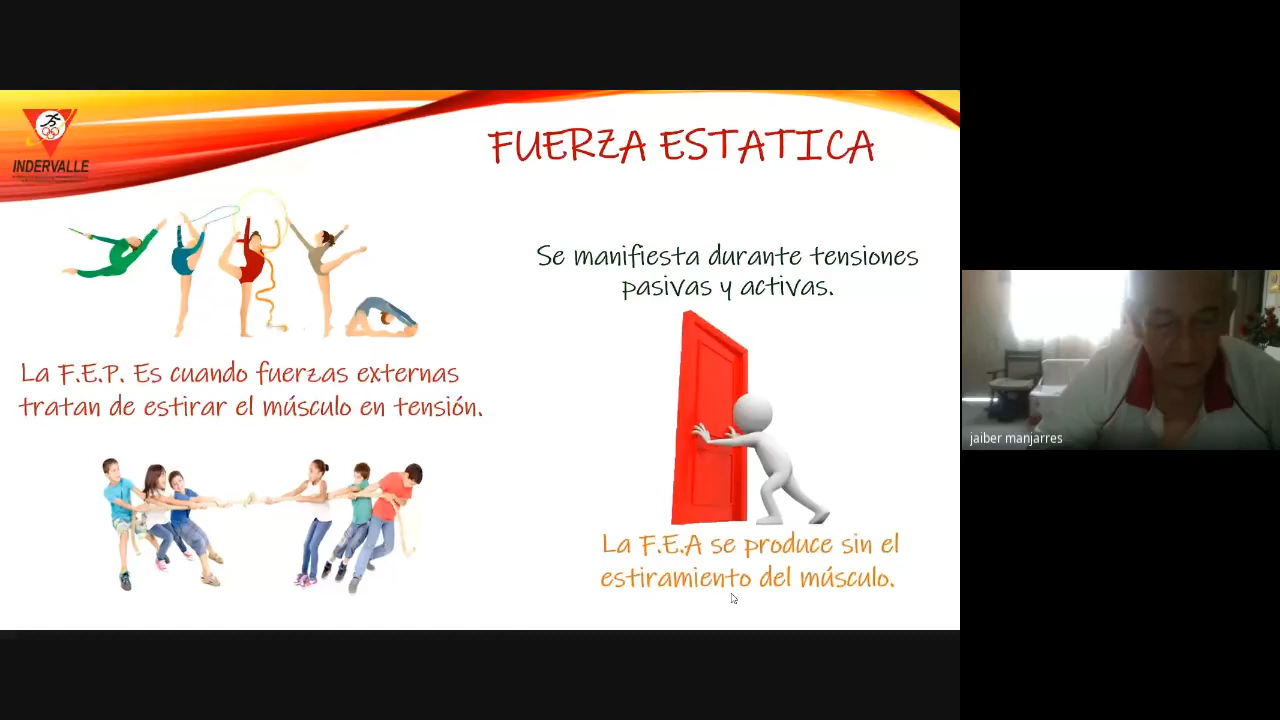 INDERVALLE
FUERZA ESTATICA
Se manifiesta durante tensiones
pasivas y activas.
La F.E.P. Es cuando fuerzas externas
tratan de estirar el músculo en tensión.
La F.E.A se produce sin el
estiramiento del músculo.
jaiber manjarres